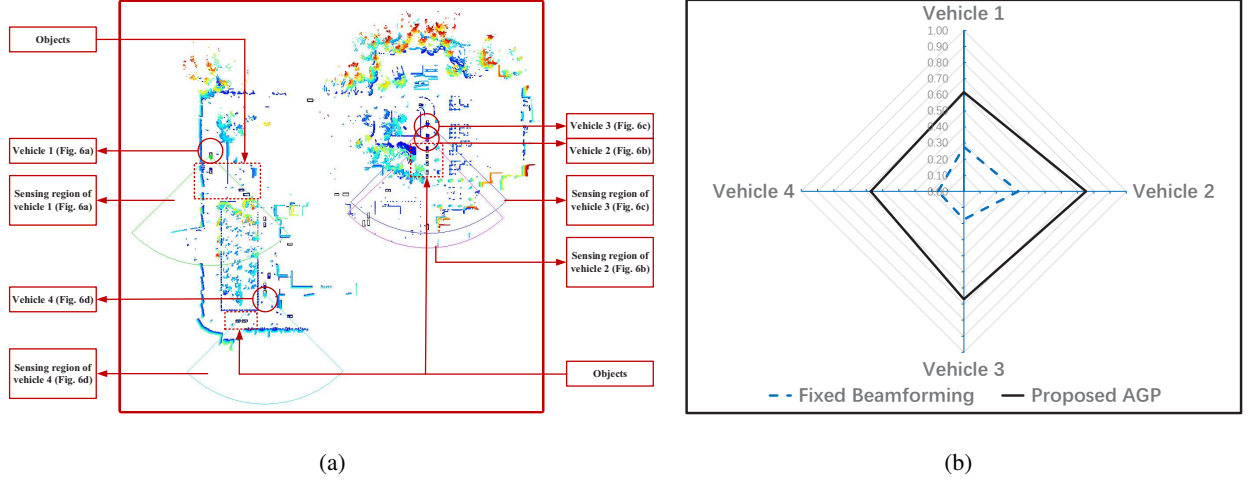 Objects
Vehicle 1 (Fig. 6a)
Sensing region of
vehicle 1 (Fig. 6a)
Vehicle 4 (Fig. 6d)
Sensing region of
vehicle 4 (Fig. 6d)
Vehicle 3 (Fig. 6c)
Vehicle 2 (Fig. 6b)
Sensing region of
vehicle 3 (Fig. 6c)
Sensing region of
vehicle 2 (Fig. 6b)
Objects
(a)
Vehicle 1
1.00
0.90
0.80
0.70
0.60
0.50
0.40
0.30
0.20
0.10
0.00
Vehicle 4
Vehicle 2
Vehicle 3
Fixed Beamforming
Proposed AGP
(b)